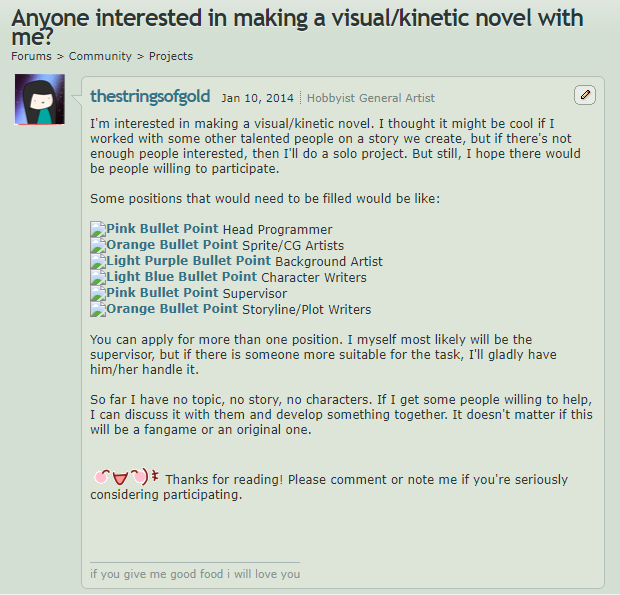 Anyone interested in making a visual/kinetic novel with
me?
Forums > Community > Projects
thestringsofgold Jan 10, 2014 Hobbyist General Artist
I'm interested in making a visual/kinetic novel. I thought it might be cool if I
worked with some other talented people on a story we create, but if there's not
enough people interested, then I'll do a solo project. But still, I hope there would
be people willing to participate.
Some positions that would need to be filled would be like:
Pink Bullet Point Head Programmer
Orange Bullet Point Sprite/CG Artists
Light Purple Bullet Point Background Artist
Light Blue Bullet Point Character Writers
Pink Bullet Point Supervisor
Orange Bullet Point Storyline/Plot Writers
You can apply for more than one position. I myself most likely will be the
supervisor, but if there is someone more suitable for the task, I'll gladly have
him/her handle it.
So far I have no topic, no story, no characters. If I get some people willing to help,
I can discuss it with them and develop something together. It doesn't matter if this
will be a fangame or an original one.
Thanks for reading! Please comment or note me if you're seriously
considering participating.
if you give me good food i will love you